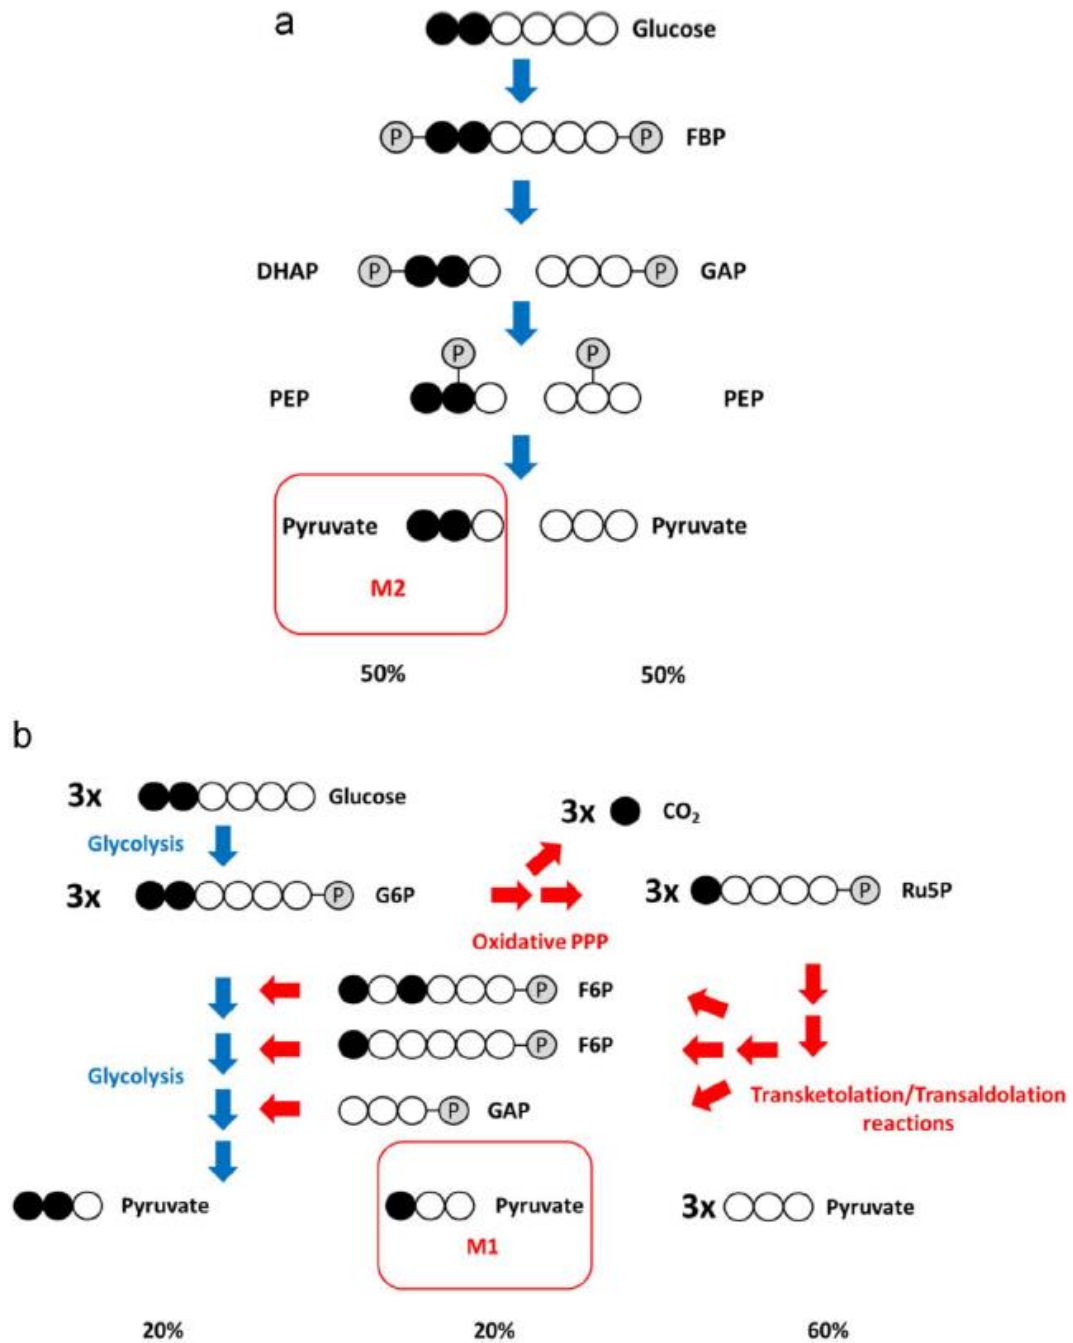 a
Glucose
P P FBP
DHAP P P GAP
P P
PEP PEP
Pyruvate Pyruvate
M2
50% 50%
b
3x Glucose
3x CO2
Glycolysis
3x P G6P
3x P Ru5P
Oxidative PPP
P F6P
P F6P
Glycolysis
P GAP
Transketolation/Transaldolation
reactions
Pyruvate Pyruvate 3x Pyruvate
M1
20% 20% 60%